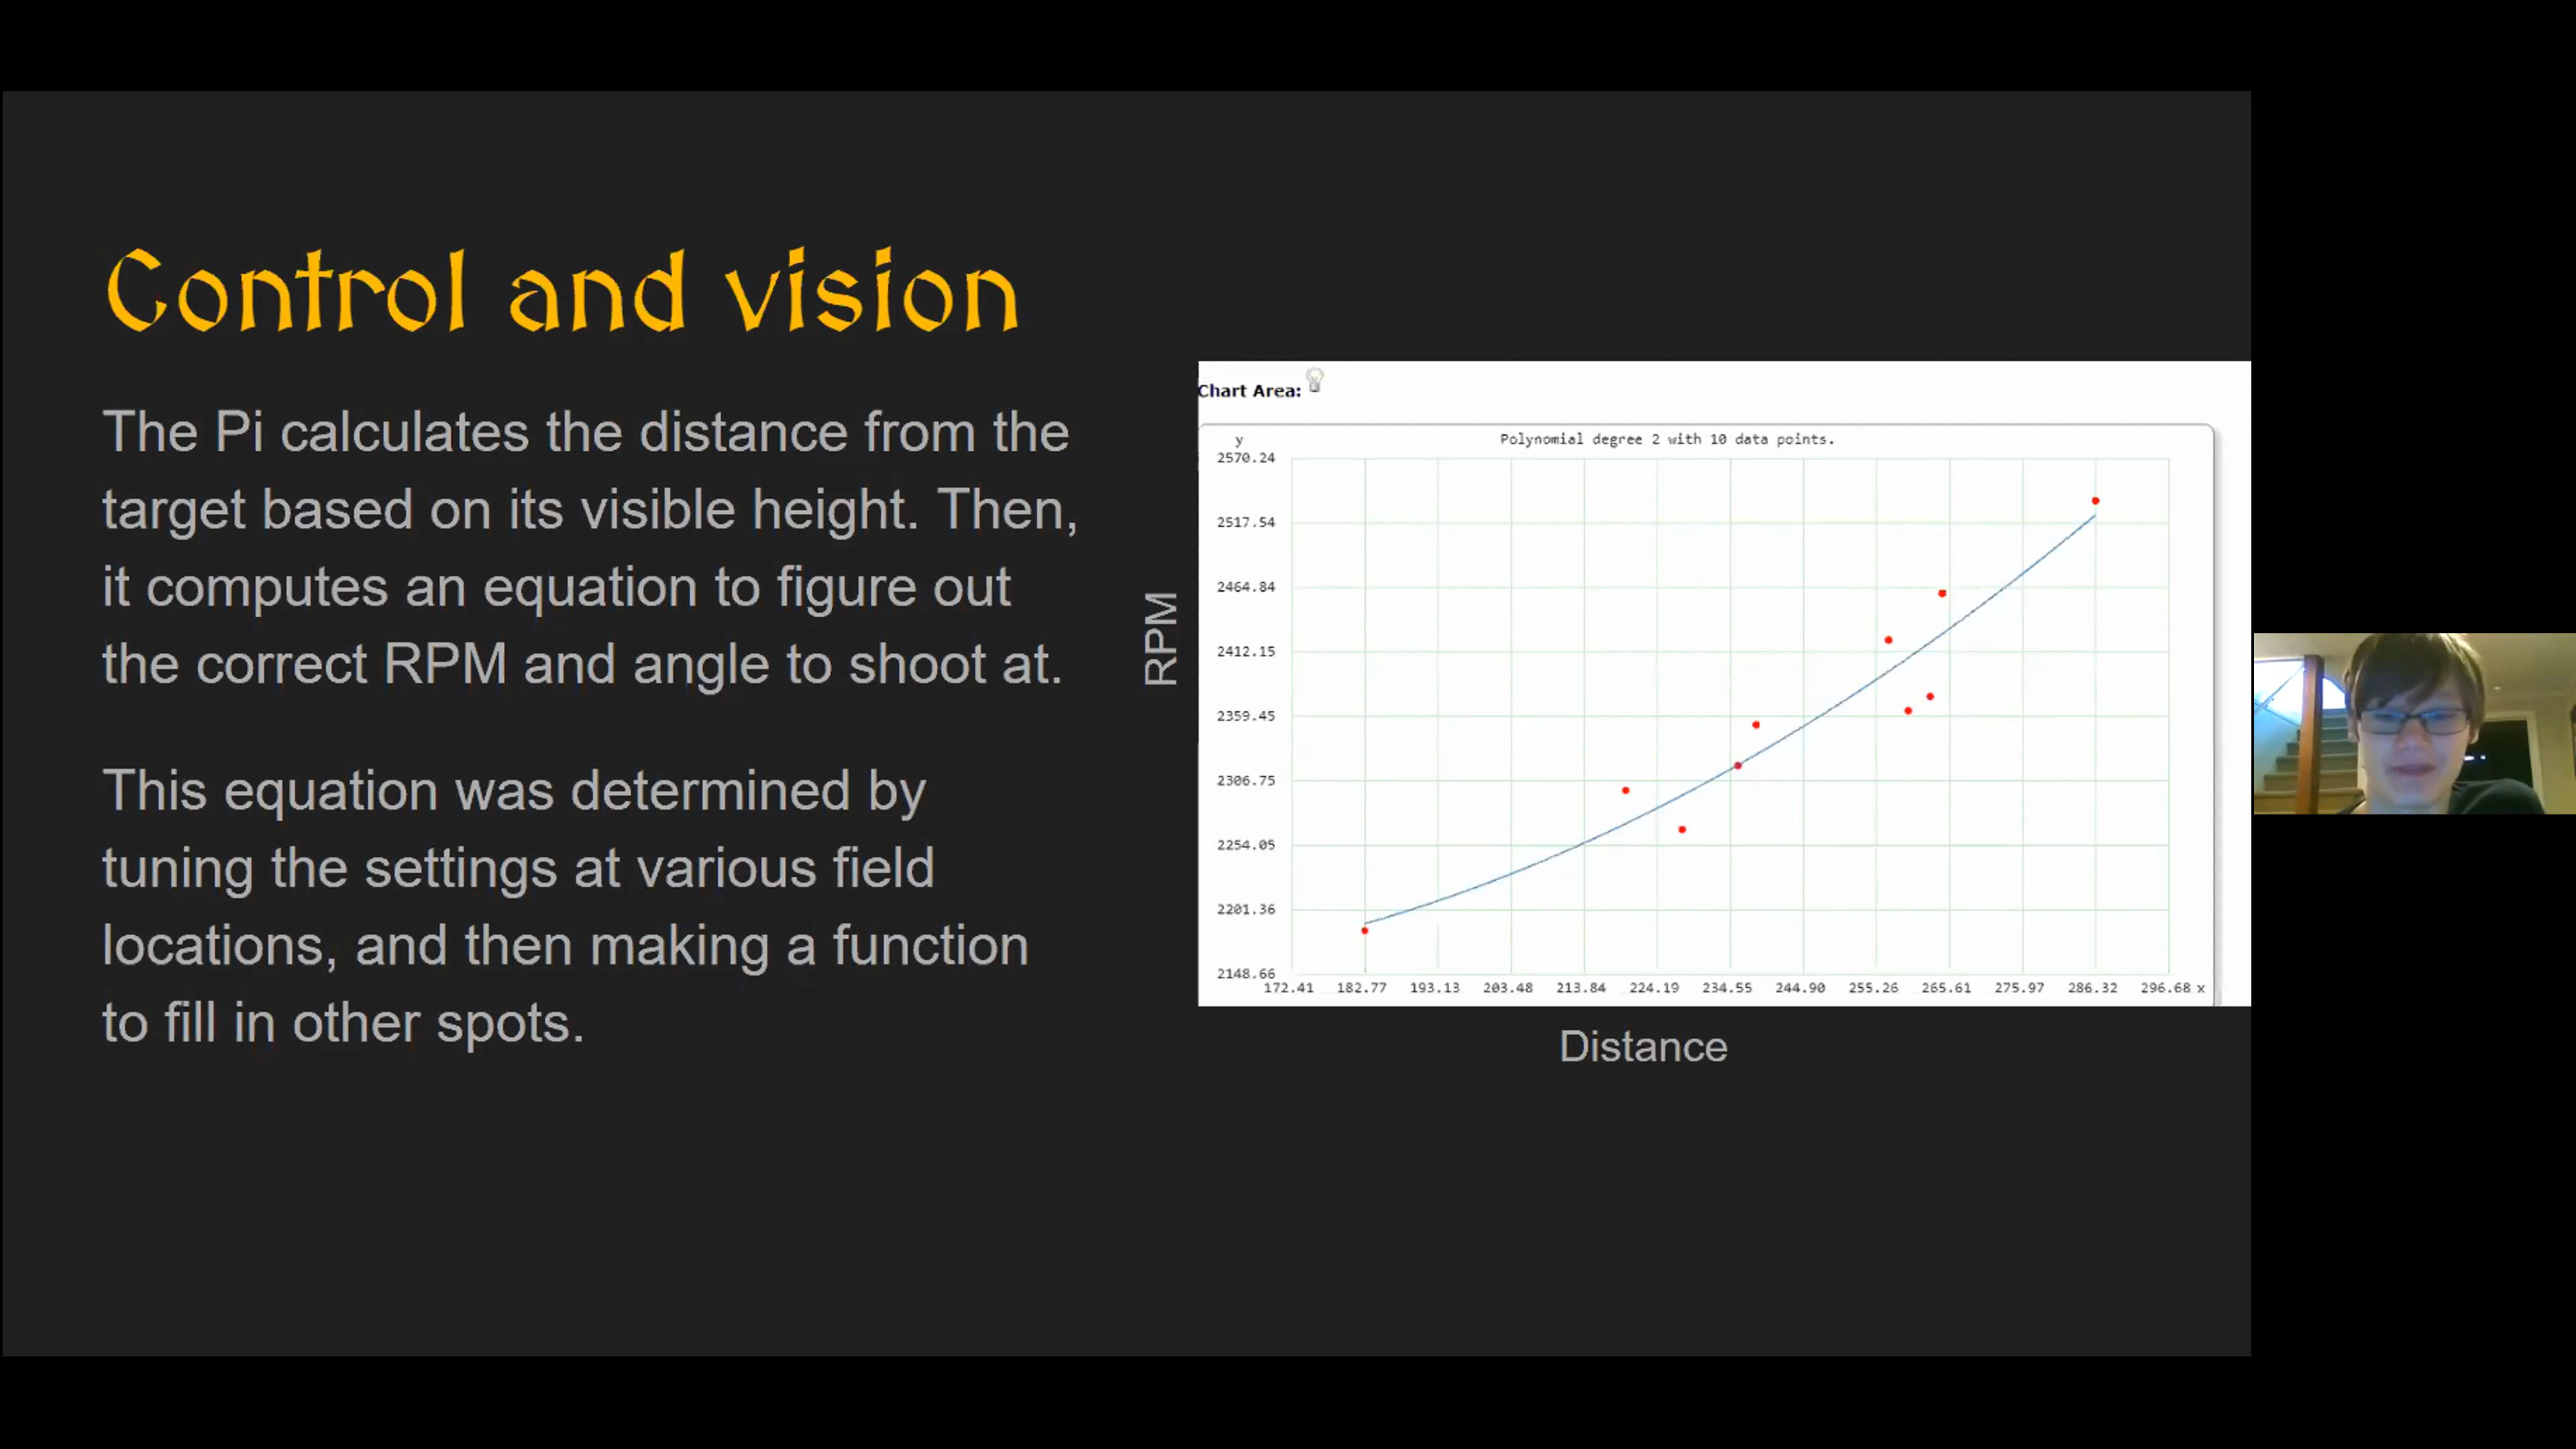 Control and vision
The Pi calculates the distance from the
target based on its visible height. Then,
it computes an equation to figure out
the correct RPM and angle to shoot at.
This equation was determined by
tuning the settings at various field
locations, and then making a function
to fill in other spots.
RPM
Chart Area:
y
Polynomial degree 2 with 10 data points.
2570.24
2517.54
2464.84
2412.15
2359.45
2306.75
2254.05
2201.36
2148.66
172.41 182.77 193.13 203.48 213.84 224.19 234.55 244.90 255.26 265.61 275.97 286.32 296.68 x
Distance